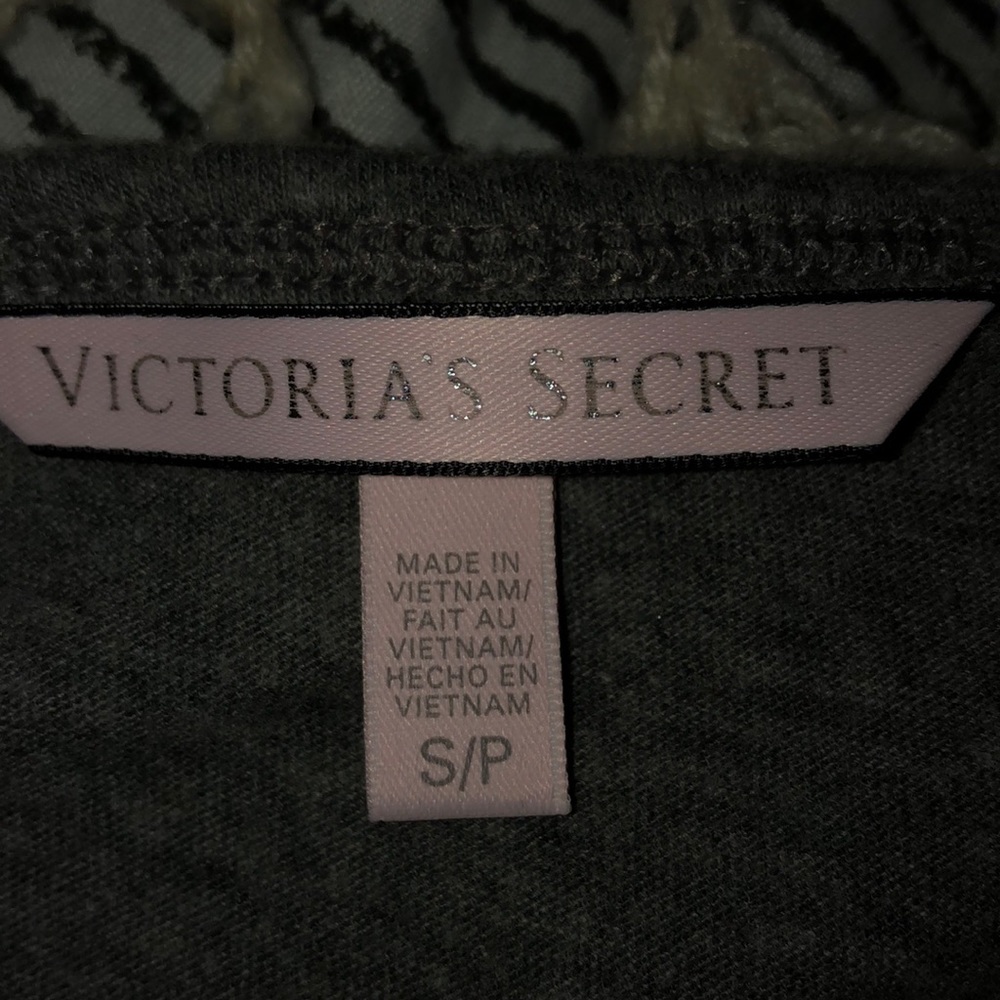 VICTORIA'S SECRET
MADE IN
VIETNAM/
FAIT AU
VIETNAM/
HECHO EN
VIETNAM
S/P